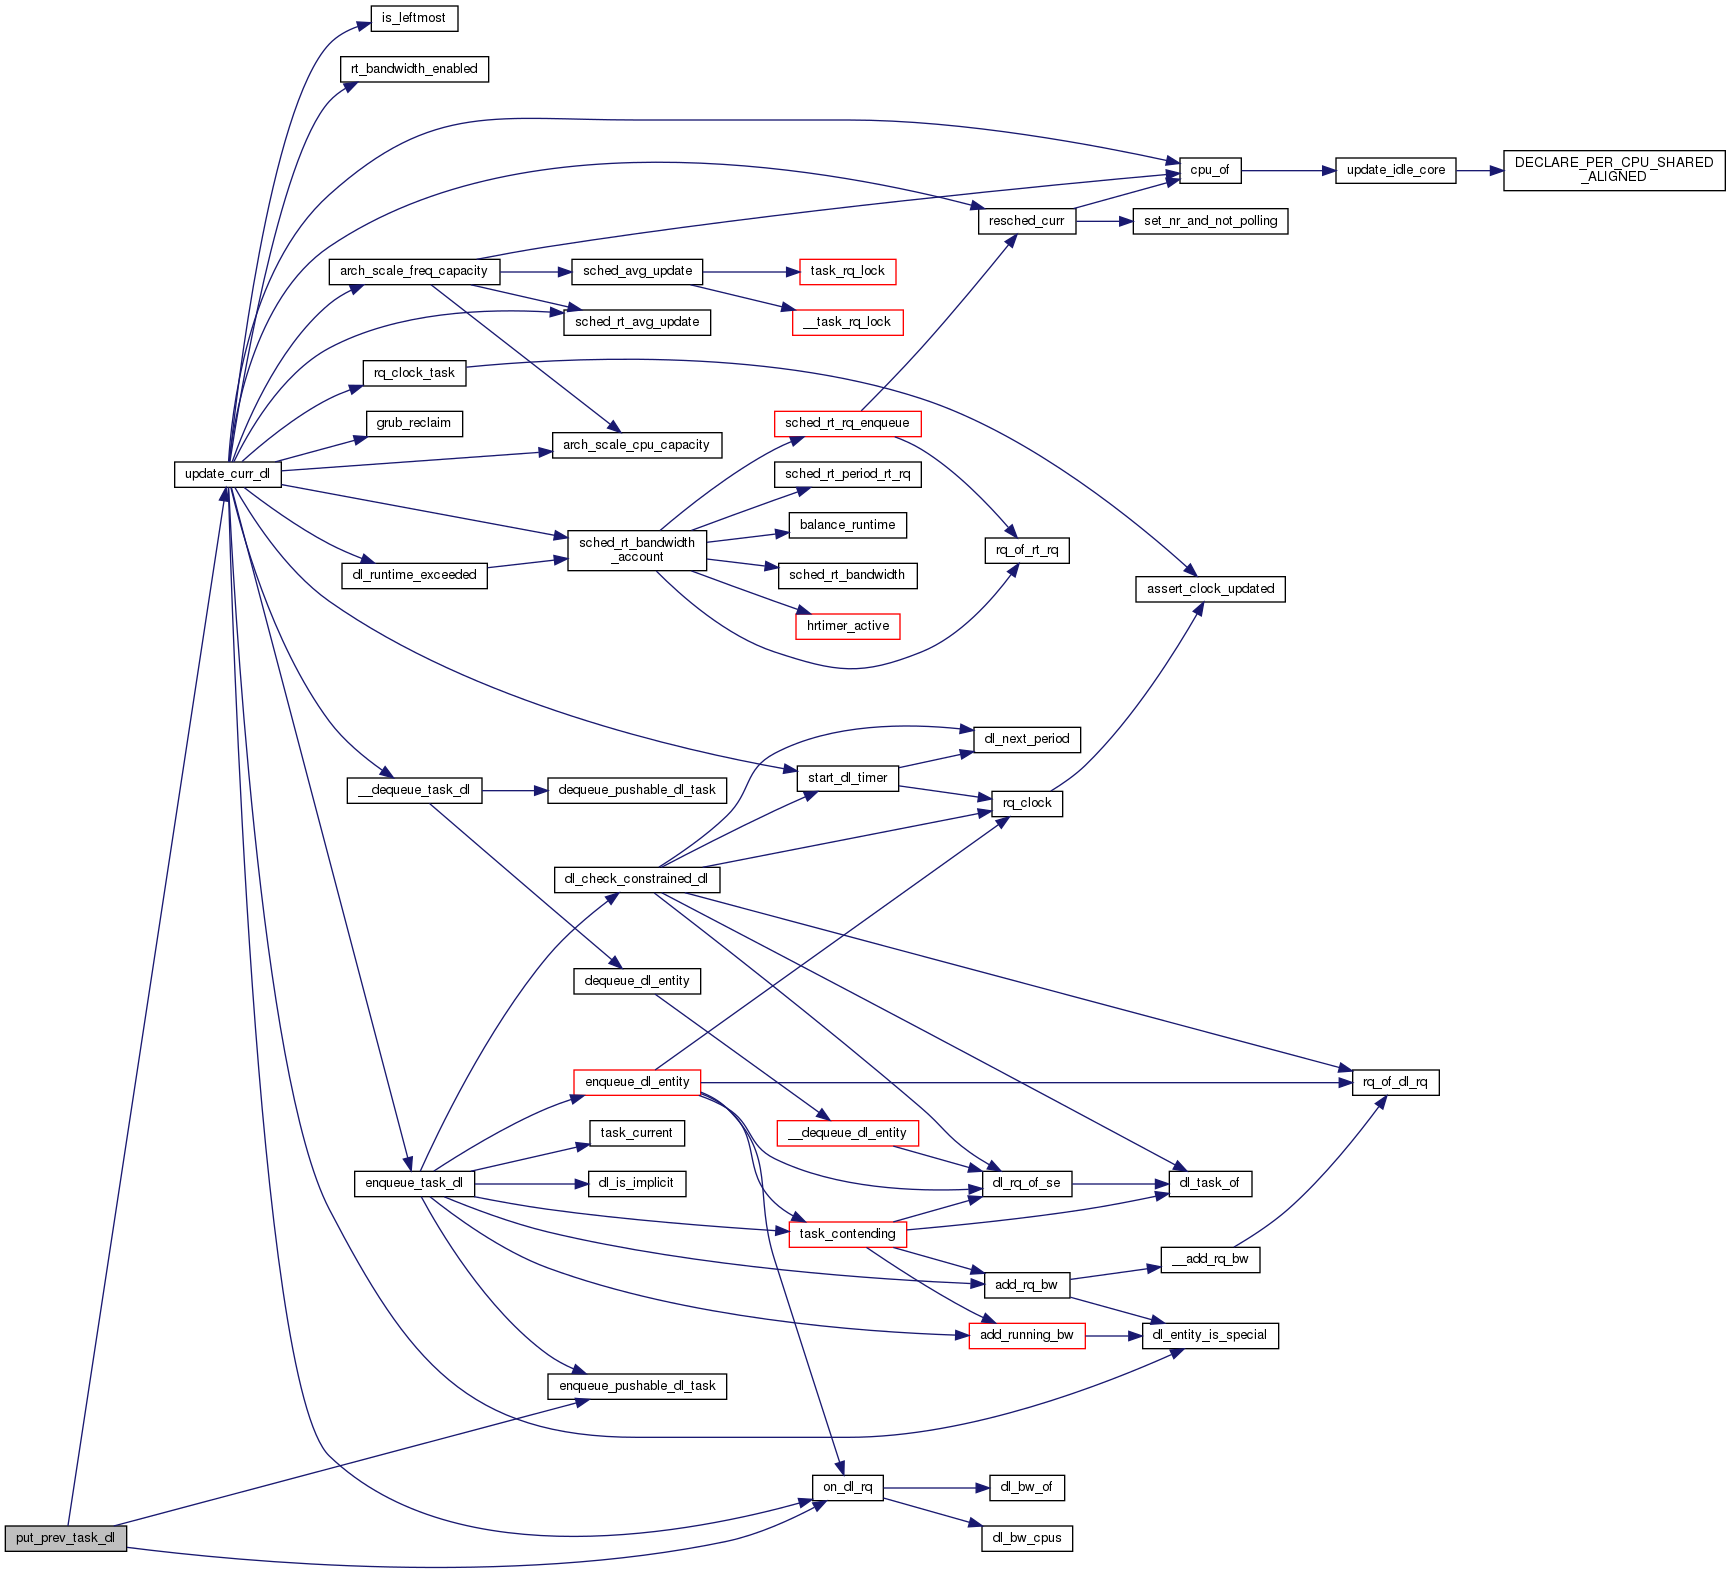 is_leftmost
rt_bandwidth_enabled
cpu_of
update_idle_core
DECLARE_PER_CPU_SHARED
_ALIGNED
resched_curr
set_nr_and_not_polling
arch_scale_freq_capacity
sched_avg_update
task_rq_lock
sched_rt_avg_update
__task_rq_lock
rq_clock_task
grub_reclaim
arch_scale_cpu_capacity
sched_rt_rq_enqueue
update_curr_dl
sched_rt_period_rt_rq
balance_runtime
sched_rt_bandwidth
_account
rq_of_rt_rq
dl_runtime_exceeded
sched_rt_bandwidth
assert_clock_updated
hrtimer_active
dl_next_period
start_dl_timer
__dequeue_task_dl
dequeue_pushable_dl_task
rq_clock
dl_check_constrained_dl
dequeue_dl_entity
enqueue_dl_entity
rq_of_dl_rq
task_current
__dequeue_dl_entity
enqueue_task_dl
dl_is_implicit
dl_rq_of_se
dl_task_of
task_contending
__add_rq_bw
add_rq_bw
add_running_bw
dl_entity_is_special
enqueue_pushable_dl_task
on_dl_rq
dl_bw_of
put_prev_task_dl
dl_bw_cpus